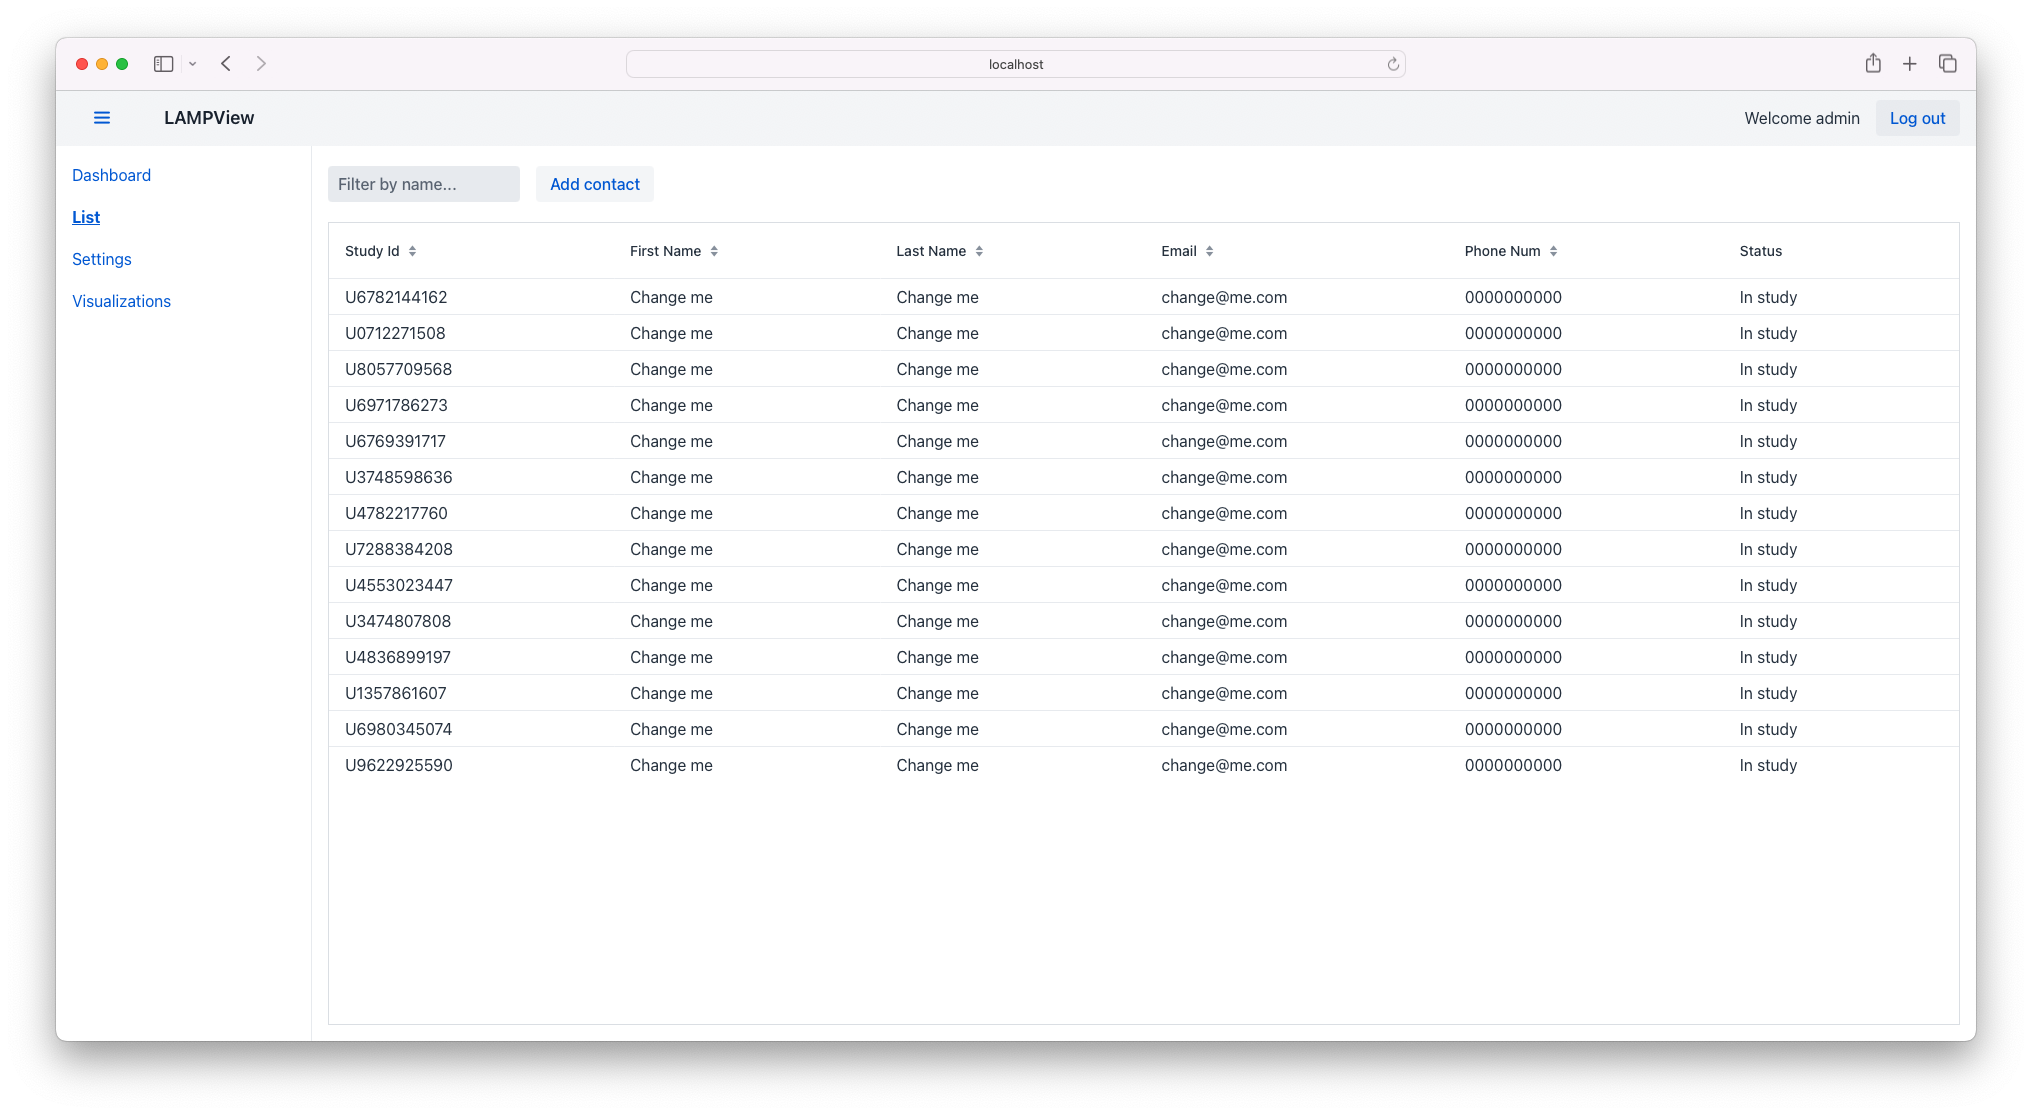 localhost
LAMPView Welcome admin Log out
Dashboard
List
Settings
Visualizations
Filter by name... Add contact
Study Id First Name Last Name Email Phone Num Status
U6782144162 Change me Change me change@me.com 0000000000 In study
U0712271508 Change me Change me change@me.com 0000000000 In study
U8057709568 Change me Change me change@me.com 0000000000 In study
U6971786273 Change me Change me change@me.com 0000000000 In study
U6769391717 Change me Change me change@me.com 0000000000 In study
U3748598636 Change me Change me change@me.com 0000000000 In study
U4782217760 Change me Change me change@me.com 0000000000 In study
U7288384208 Change me Change me change@me.com 0000000000 In study
U4553023447 Change me Change me change@me.com 0000000000 In study
U3474807808 Change me Change me change@me.com 0000000000 In study
U4836899197 Change me Change me change@me.com 0000000000 In study
U1357861607 Change me Change me change@me.com 0000000000 In study
U6980345074 Change me Change me change@me.com 0000000000 In study
U9622925590 Change me Change me change@me.com 0000000000 In study